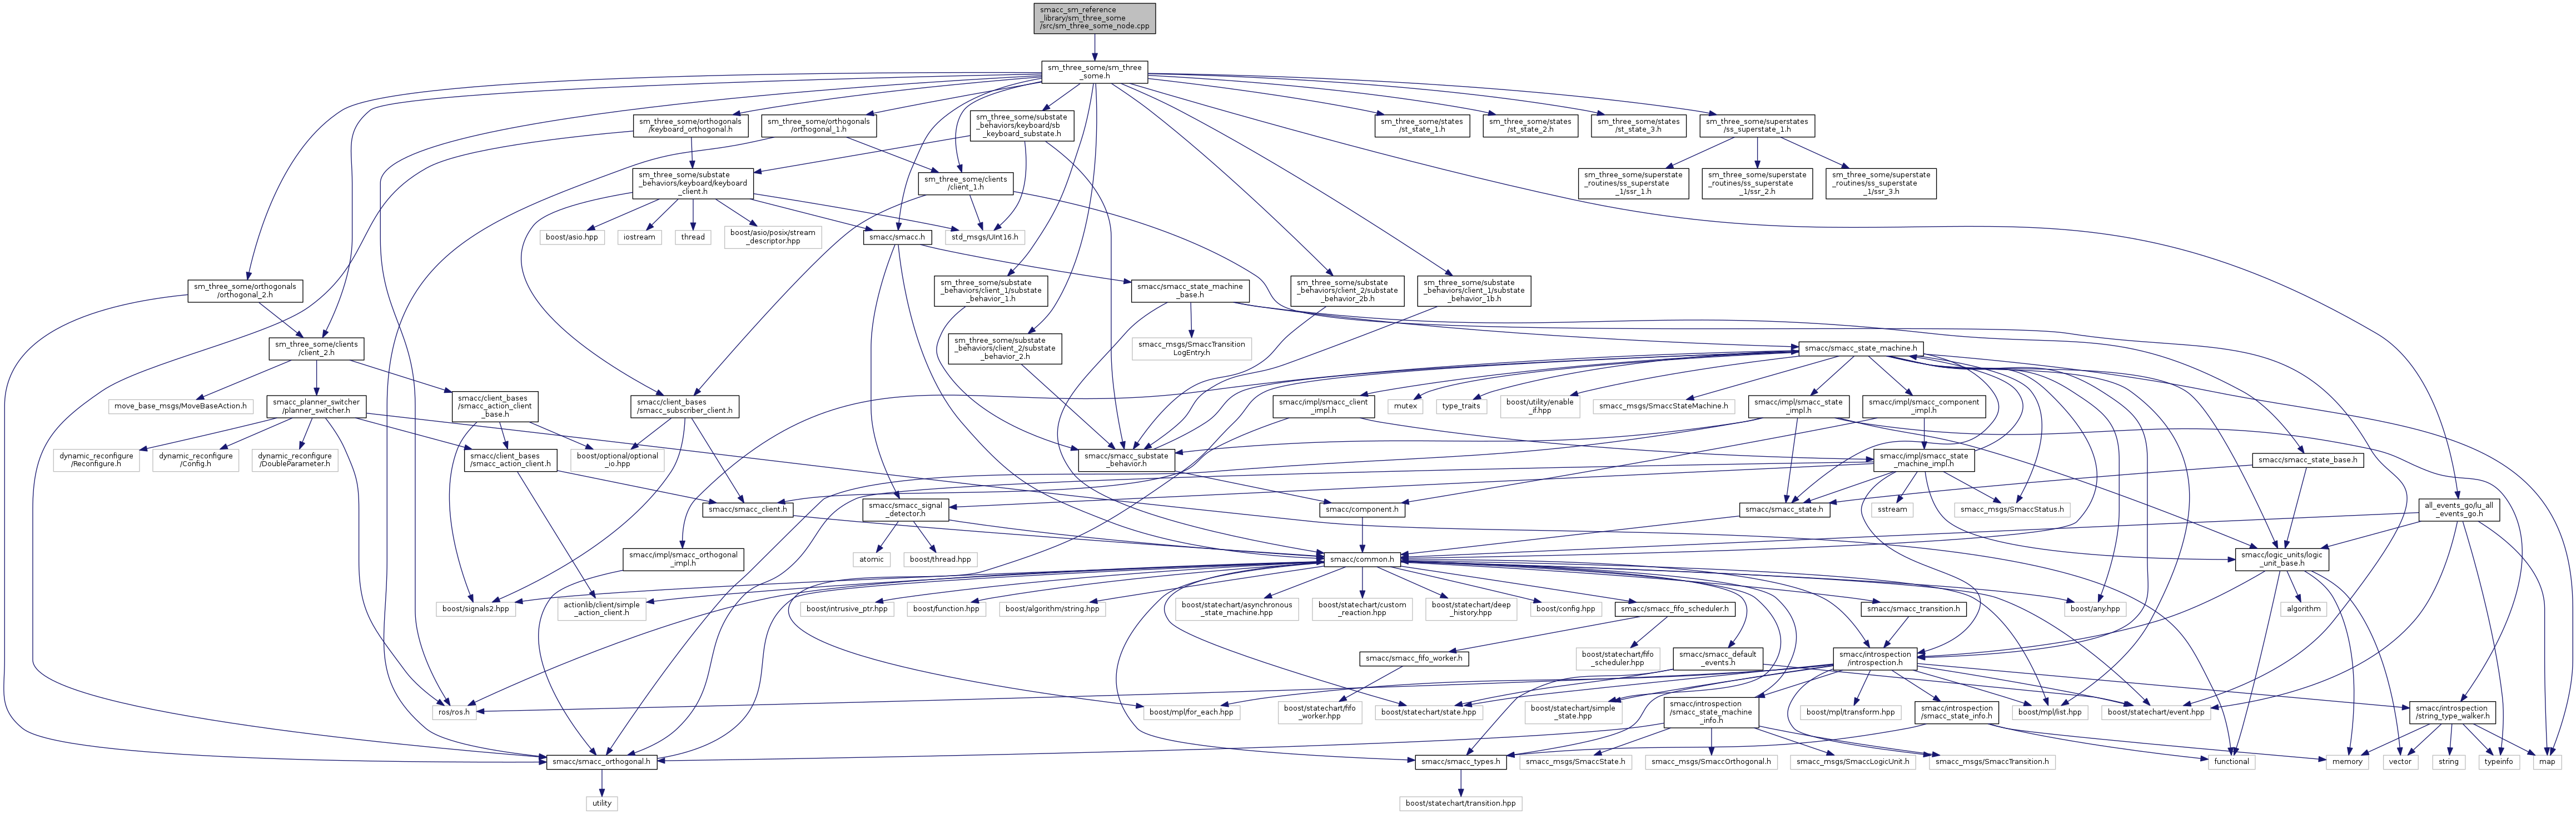 smacc_sm_reference
_library/sm_three_some
/src/sm_three_some_node.cpp
sm_three_some/sm_three
_some.h
sm_three_some/orthogonals
/keyboard_orthogonal.h
sm_three_some/orthogonals
/orthogonal_1.h
sm_three_some/substate
_behaviors/keyboard/sb
_keyboard_substate.h
sm_three_some/states
/st_state_1.h
sm_three_some/states
/st_state_2.h
sm_three_some/states
/st_state_3.h
sm_three_some/superstates
/ss_superstate_1.h
sm_three_some/substate
_behaviors/keyboard/keyboard
_client.h
sm_three_some/clients
/client_1.h
sm_three_some/superstate
_routines/ss_superstate
_1/ssr_1.h
sm_three_some/superstate
_routines/ss_superstate
_1/ssr_2.h
sm_three_some/superstate
_routines/ss_superstate
_1/ssr_3.h
boost/asio.hpp
iostream
thread
boost/asio/posix/stream
_descriptor.hpp
smacc/smacc.h
std_msgs/UInt16.h
sm_three_some/orthogonals
/orthogonal_2.h
sm_three_some/substate
_behaviors/client_1/substate
_behavior_1.h
smacc/smacc_state_machine
_base.h
sm_three_some/substate
_behaviors/client_2/substate
_behavior_2b.h
sm_three_some/substate
_behaviors/client_1/substate
_behavior_1b.h
sm_three_some/clients
/client_2.h
sm_three_some/substate
_behaviors/client_2/substate
_behavior_2.h
smacc_msgs/SmaccTransition
LogEntry.h
smacc/smacc_state_machine.h
move_base_msgs/MoveBaseAction.h
smacc_planner_switcher
/planner_switcher.h
smacc/client_bases
/smacc_action_client
_base.h
smacc/client_bases
/smacc_subscriber_client.h
smacc/impl/smacc_client
_impl.h
mutex
type_traits
boost/utility/enable
_if.hpp
smacc_msgs/SmaccStateMachine.h
smacc/impl/smacc_state
_impl.h
smacc/impl/smacc_component
_impl.h
dynamic_reconfigure
/Reconfigure.h
dynamic_reconfigure
/Config.h
dynamic_reconfigure
/DoubleParameter.h
smacc/client_bases
/smacc_action_client.h
boost/optional/optional
_io.hpp
smacc/smacc_substate
_behavior.h
smacc/impl/smacc_state
_machine_impl.h
smacc/smacc_state_base.h
smacc/smacc_client.h
smacc/smacc_signal
_detector.h
smacc/component.h
smacc/smacc_state.h
sstream
smacc_msgs/SmaccStatus.h
all_events_go/lu_all
_events_go.h
smacc/impl/smacc_orthogonal
_impl.h
atomic
boost/thread.hpp
smacc/common.h
smacc/logic_units/logic
_unit_base.h
boost/signals2.hpp
actionlib/client/simple
_action_client.h
boost/intrusive_ptr.hpp
boost/function.hpp
boost/algorithm/string.hpp
boost/statechart/asynchronous
_state_machine.hpp
boost/statechart/custom
_reaction.hpp
boost/statechart/deep
_history.hpp
boost/config.hpp
smacc/smacc_fifo_scheduler.h
smacc/smacc_transition.h
boost/any.hpp
algorithm
smacc/smacc_fifo_worker.h
boost/statechart/fifo
_scheduler.hpp
smacc/smacc_default
_events.h
smacc/introspection
/introspection.h
ros/ros.h
boost/mpl/for_each.hpp
boost/statechart/fifo
_worker.hpp
boost/statechart/state.hpp
boost/statechart/simple
_state.hpp
smacc/introspection
/smacc_state_machine
_info.h
boost/mpl/transform.hpp
smacc/introspection
/smacc_state_info.h
boost/mpl/list.hpp
boost/statechart/event.hpp
smacc/introspection
/string_type_walker.h
smacc/smacc_orthogonal.h
smacc/smacc_types.h
smacc_msgs/SmaccState.h
smacc_msgs/SmaccOrthogonal.h
smacc_msgs/SmaccLogicUnit.h
smacc_msgs/SmaccTransition.h
functional
memory
vector
string
typeinfo
map
utility
boost/statechart/transition.hpp